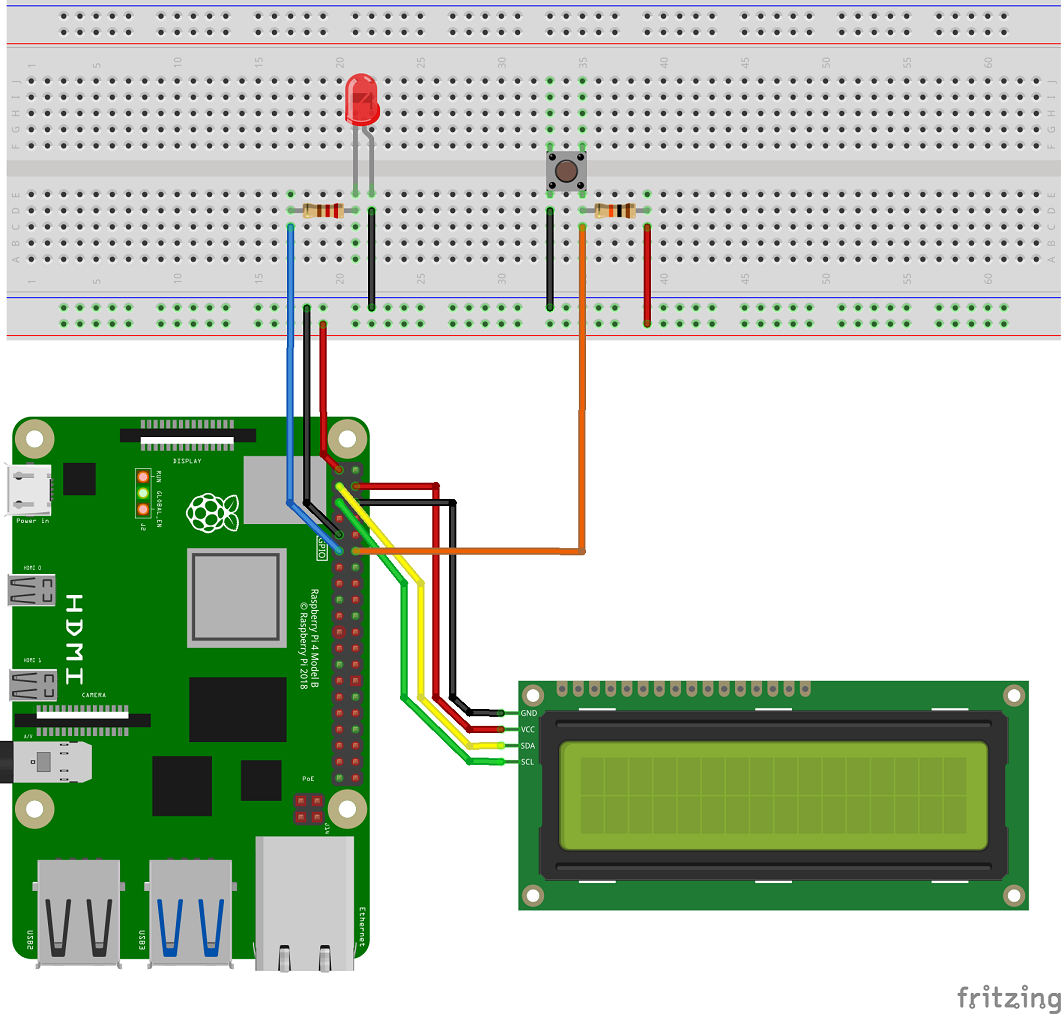 1 5 10 15 20 25 30 35 40 45 50 55 60
J J
I I
H H
G G
F F
E E
D D
C C
B B
A A
1 5 10 15 20 25 30 35 40 45 50 55 60
DISPLAY
RUN
GLOBAL_EN
J2
Power in
GPIO
HDMI 0
HDMI
Raspberry Pi 4 Model B
© Raspberry Pi 2018
HDMI 1
CAMERA
A/V
PoE
J14
USB2
USB3
Ethernet
GND
VCC
SDA
SCL
fritzing